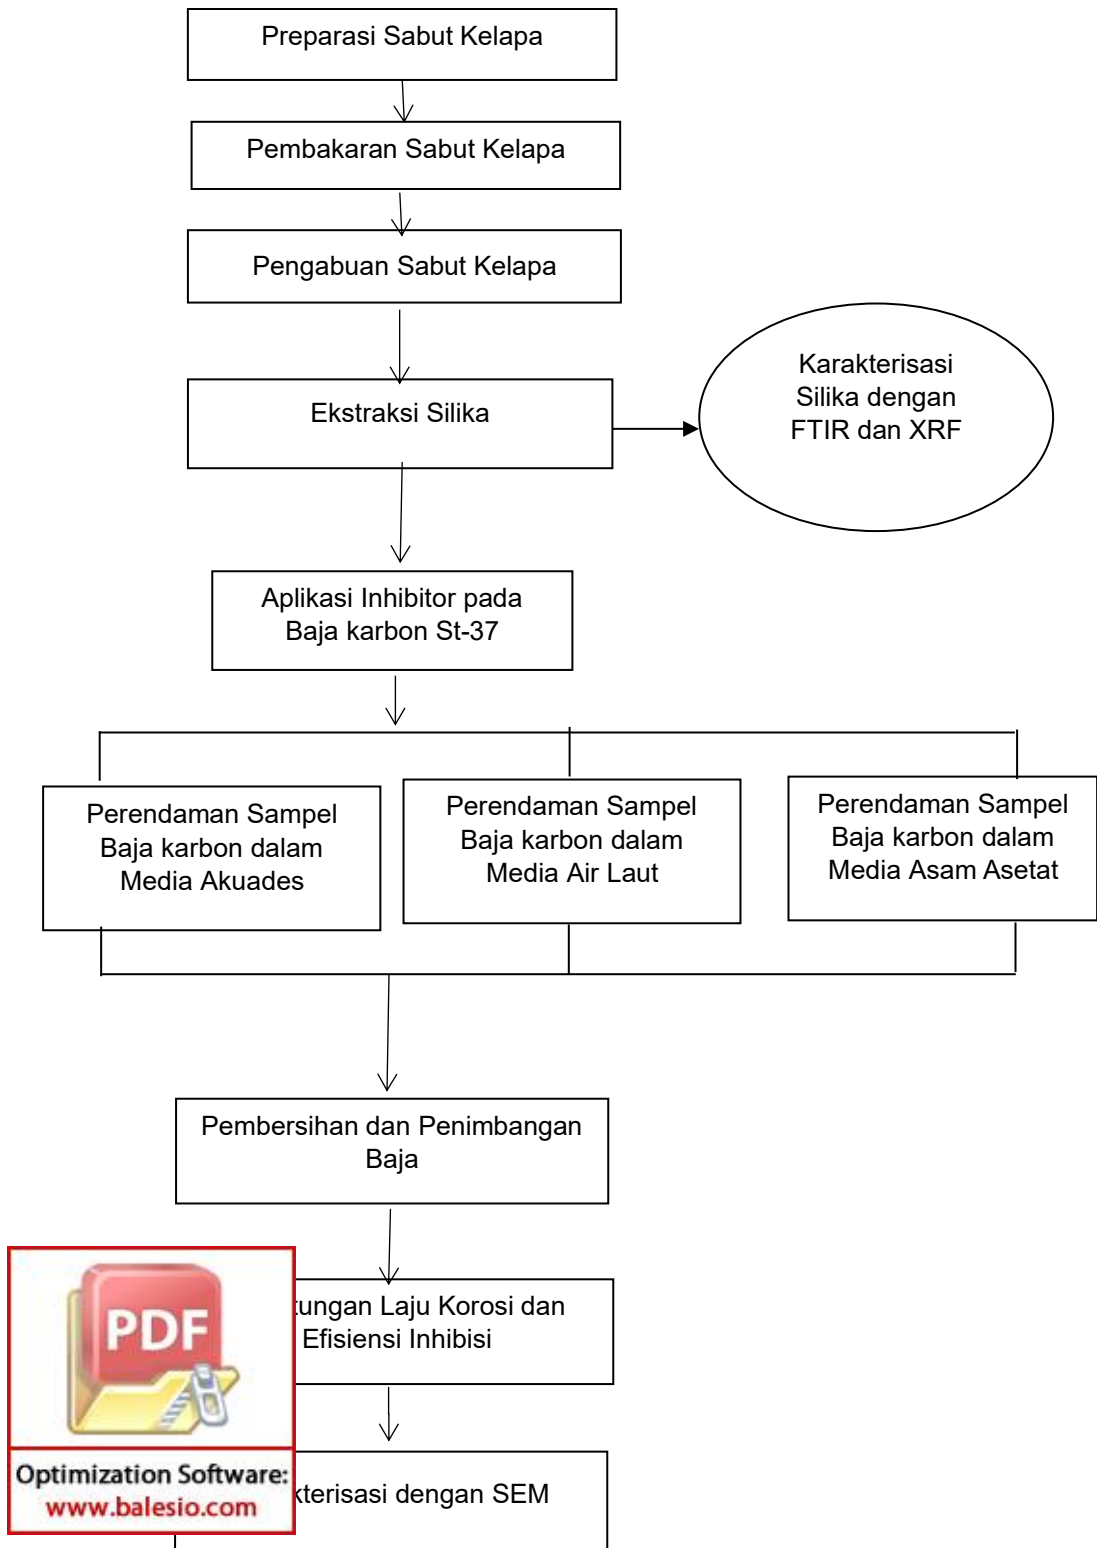 Preparasi Sabut Kelapa
Pembakaran Sabut Kelapa
Pengabuan Sabut Kelapa
Ekstraksi Silika
Karakterisasi
Silika dengan
FTIR dan XRF
Aplikasi Inhibitor pada
Baja karbon St-37
Perendaman Sampel
Baja karbon dalam
Media Akuades
Perendaman Sampel
Baja karbon dalam
Media Air Laut
Perendaman Sampel
Baja karbon dalam
Media Asam Asetat
Pembersihan dan Penimbangan
Baja
Laju Korosi dan
Efisiensi Inhibisi
dengan SEM
PDF
Optimization Software:
www.balesio.com